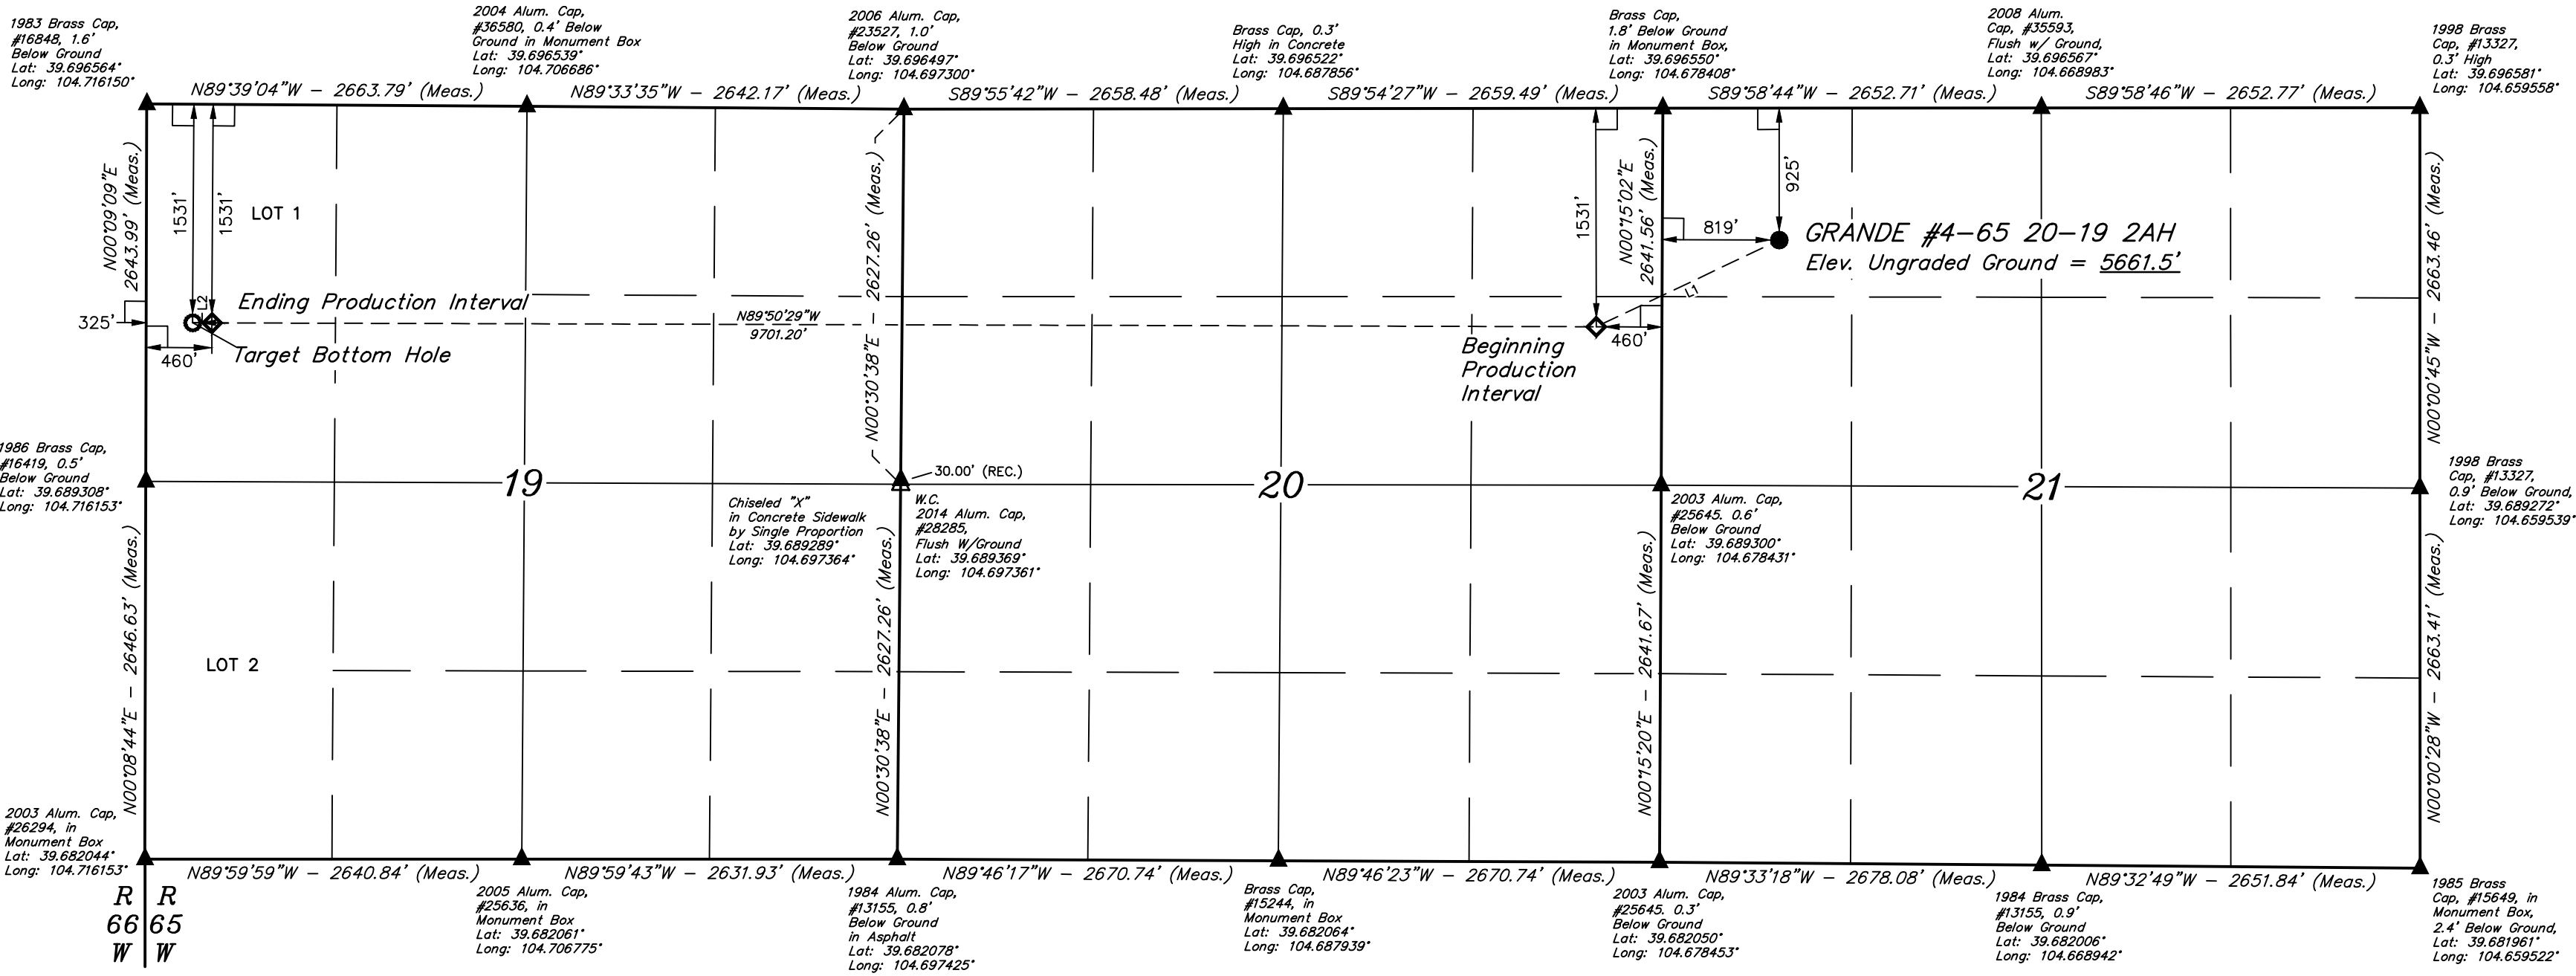 1983 Brass Cap,
#16848, 1.6'
Below Ground
Lat: 39.696564°
Long: 104.716150°
2004 Alum. Cap,
#36580, 0.4' Below
Ground in Monument Box
Lat: 39.696539°
Long: 104.706686°
2006 Alum. Cap,
#23527, 1.0'
Below Ground
Lat: 39.696497°
Long: 104.697300°
Brass Cap, 0.3'
High in Concrete
Lat: 39.696522°
Long: 104.687856°
Brass Cap,
1.8' Below Ground
in Monument Box,
Lat: 39.696550°
Long: 104.678408°
2008 Alum.
Cap, #35593,
Flush w/ Ground,
Lat: 39.696567°
Long: 104.668983°
1998 Brass
Cap, #13327,
0.3' High
Lat: 39.696581°
Long: 104.659558°
N89°39'04"W – 2663.79' (Meas.)
N89°33'35"W – 2642.17' (Meas.)
S89°55'42"W – 2658.48' (Meas.)
S89°54'27"W – 2659.49' (Meas.)
S89°58'44"W – 2652.71' (Meas.)
S89°58'46"W – 2652.77' (Meas.)
N00°09'09"E
2643.99' (Meas.)
1531'
1531'
LOT 1
N00°30'38"E – 2627.26' (Meas.)
1531'
N00°15'02"E
2641.56' (Meas.)
925'
819'
GRANDE #4-65 20-19 2AH
Elev. Ungraded Ground = 5661.5'
N00°00'45"W – 2663.46' (Meas.)
L1
L2
Ending Production Interval
325'
N89°50'29"W
9701.20'
460'
Target Bottom Hole
460'
Beginning
Production
Interval
1986 Brass Cap,
#16419, 0.5'
Below Ground
Lat: 39.689308°
Long: 104.716153°
19
30.00' (REC.)
20
21
1998 Brass
Cap, #13327,
0.9' Below Ground,
Lat: 39.689272°
Long: 104.659539°
Chiseled "X"
in Concrete Sidewalk
by Single Proportion
Lat: 39.689289°
Long: 104.697364°
W.C.
2014 Alum. Cap,
#28285,
Flush W/Ground
Lat: 39.689369°
Long: 104.697361°
2003 Alum. Cap,
#25645. 0.6'
Below Ground
Lat: 39.689300°
Long: 104.678431°
N00°08'44"E – 2646.63' (Meas.)
LOT 2
N00°30'38"E – 2627.26' (Meas.)
N00°15'20"E – 2641.67' (Meas.)
N00°00'28"W – 2663.41' (Meas.)
2003 Alum. Cap,
#26294, in
Monument Box
Lat: 39.682044°
Long: 104.716153°
N89°59'59"W – 2640.84' (Meas.)
N89°59'43"W – 2631.93' (Meas.)
N89°46'17"W – 2670.74' (Meas.)
N89°46'23"W – 2670.74' (Meas.)
N89°33'18"W – 2678.08' (Meas.)
N89°32'49"W – 2651.84' (Meas.)
R R
66 65
W W
2005 Alum. Cap,
#25636, in
Monument Box
Lat: 39.682061°
Long: 104.706775°
1984 Alum. Cap,
#13155, 0.8'
Below Ground
in Asphalt
Lat: 39.682078°
Long: 104.697425°
Brass Cap,
#15244, in
Monument Box
Lat: 39.682064°
Long: 104.687939°
2003 Alum. Cap,
#25645. 0.3'
Below Ground
Lat: 39.682050°
Long: 104.678453°
1984 Brass Cap,
#13155, 0.9'
Below Ground
Lat: 39.682006°
Long: 104.668942°
1985 Brass
Cap, #15649, in
Monument Box,
2.4' Below Ground,
Lat: 39.681961°
Long: 104.659522°